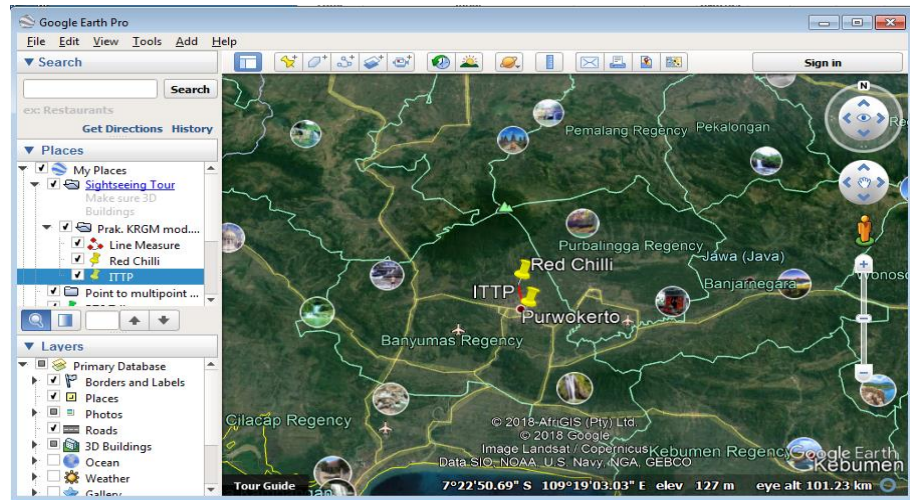 Google Earth Pro
File Edit View Tools Add Help
Search
Search
ex: Restaurants
Get Directions History
Places
My Places
Sightseeing Tour
Make sure 3D
Buildings
Prak. KRGM mod....
Line Measure
Red Chilli
ITTP
Point to multipoint ...
Layers
Primary Database
Borders and Labels
Places
Photos
Roads
3D Buildings
Ocean
Weather
Gallery
Sign in
N
Pemalang Regency Pekalongan
Purbalingga Regency
Jawa (Java)
Red Chilli
Banjarnegara
ITTP
Purwokerto
Banyumas Regency
Cilacap Regency
© 2018 AfriGIS (Pty) Ltd.
© 2018 Google
Image Landsat / Copernicus
Kebumen Regency
Google Earth
Data SIO, NOAA, U.S. Navy, NGA, GEBCO
Kebumen
Tour Guide
7°22'50.69" S 109°19'03.03" E elev 127 m eye alt 101.23 km